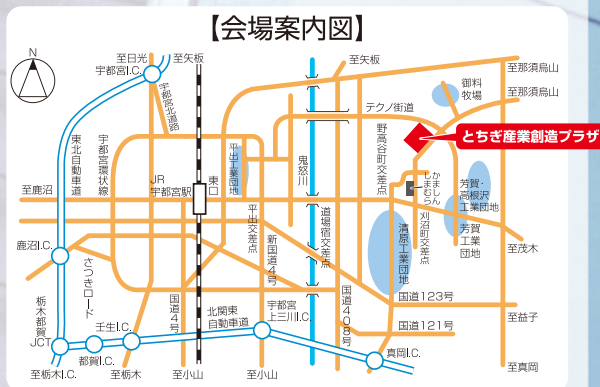 【会場案内図】
N
至日光
至矢板
宇都宮I.C.
至矢板
至那須烏山
御料
牧場
至那須烏山
宇都宮北道路
テクノ街道
とちぎ産業創造プラザ
東北自動車道
宇都宮環状線
平出工業団地
鬼怒川
野高谷町交差点
JR
宇都宮駅
東口
かましん
しまむら
芳賀・
高根沢
工業団地
至鹿沼
平出交差点
道場宿交差点
刈沼町交差点
芳賀
工業
団地
清原工業団地
新国道4号
至茂木
鹿沼I.C.
さつきロード
国道4号
国道408号
国道123号
至益子
国道121号
北関東
自動車道
宇都宮
上三川I.C.
栃木都賀
JCT
壬生I.C.
都賀I.C.
真岡I.C.
至栃木I.C.
至栃木
至小山
至小山
至真岡